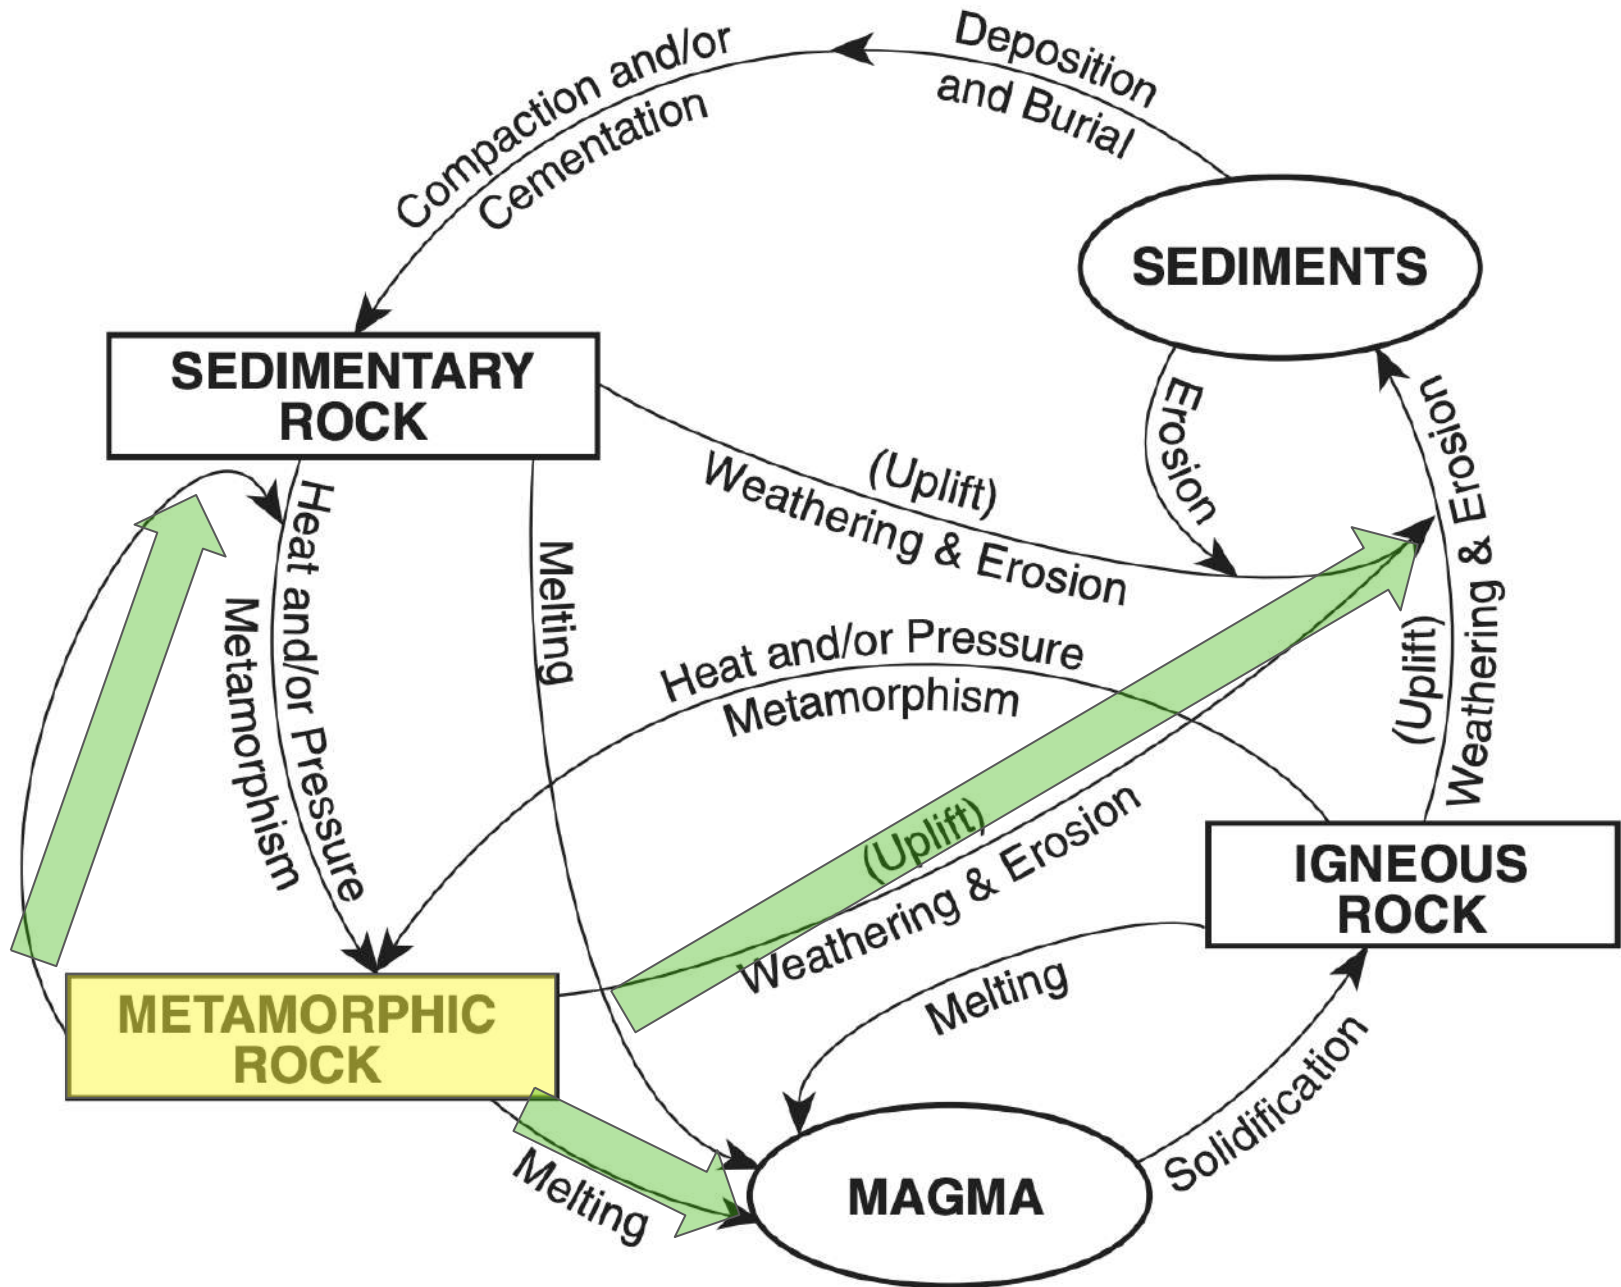 Deposition
and Burial
Compaction and/or
Cementation
SEDIMENTS
SEDIMENTARY
ROCK
Erosion
(Uplift)
Weathering & Erosion
(Uplift)
Weathering & Erosion
Heat and/or Pressure
Metamorphism
Melting
Heat and/or Pressure
Metamorphism
(Uplift)
Weathering & Erosion
IGNEOUS
ROCK
METAMORPHIC
ROCK
Melting
Melting
MAGMA
Solidification